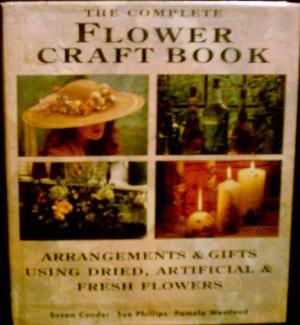 THE COMPLETE
FLOWER
CRAFT BOOK
ARRANGEMENTS & GIFTS
USING DRIED, ARTIFICIAL &
FRESH FLOWERS
Susan Conder Sue Phillips Pamela Westland